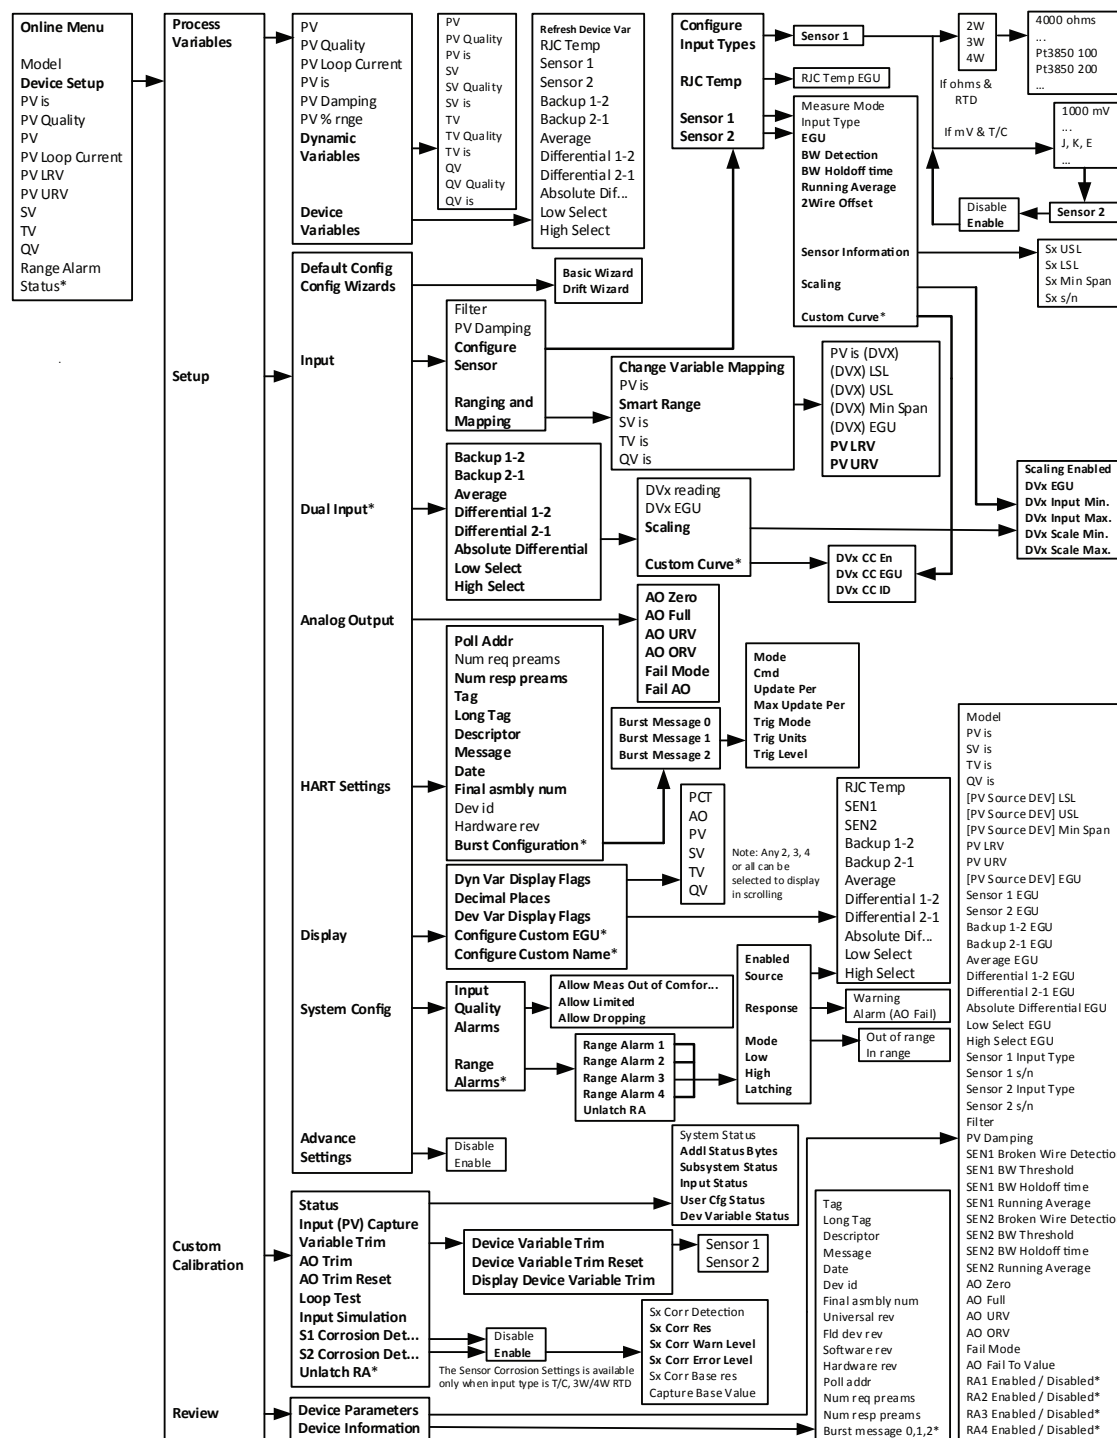 Online Menu
Model
Device Setup
PV is
PV Quality
PV
PV Loop Current
PV LRV
PV URV
SV
TV
QV
Range Alarm
Status*
Process
Variables
Setup
Custom
Calibration
Review
PV
PV Quality
PV Loop Current
PV is
PV Damping
PV % rnge
Dynamic
Variables
Device
Variables
PV
PV Quality
PV is
SV
SV Quality
SV is
TV
TV Quality
TV is
QV
QV Quality
QV is
Refresh Device Var
RJC Temp
Sensor 1
Sensor 2
Backup 1-2
Backup 2-1
Average
Differential 1-2
Differential 2-1
Absolute Dif...
Low Select
High Select
Configure
Input Types
RJC Temp
Sensor 1
Sensor 2
Sensor 1
RJC Temp EGU
2W
3W
4W
4000 ohms
...
Pt3850 100
Pt3850 200
...
If ohms &
RTD
If mV & T/C
1000 mV
...
J, K, E
...
Disable
Enable
Sensor 2
Measure Mode
Input Type
EGU
BW Detection
BW Holdoff time
Running Average
2Wire Offset
Sensor Information
Scaling
Custom Curve*
Sx USL
Sx LSL
Sx Min Span
Sx s/n
Default Config
Config Wizards
Input
Dual Input*
Analog Output
HART Settings
Display
System Config
Advance
Settings
Basic Wizard
Drift Wizard
Filter
PV Damping
Configure
Sensor
Ranging and
Mapping
Change Variable Mapping
PV is
Smart Range
SV is
TV is
QV is
PV is (DVX)
(DVX) LSL
(DVX) USL
(DVX) Min Span
(DVX) EGU
PV LRV
PV URV
Backup 1-2
Backup 2-1
Average
Differential 1-2
Differential 2-1
Absolute Differential
Low Select
High Select
DVx reading
DVx EGU
Scaling
Custom Curve*
Scaling Enabled
DVx EGU
DVx Input Min.
DVx Input Max.
DVx Scale Min.
DVx Scale Max.
DVx CC En
DVx CC EGU
DVx CC ID
AO Zero
AO Full
AO URV
AO ORV
Fail Mode
Fail AO
Poll Addr
Num req preams
Num resp preams
Tag
Long Tag
Descriptor
Message
Date
Final asmbly num
Dev id
Hardware rev
Burst Configuration*
Burst Message 0
Burst Message 1
Burst Message 2
Mode
Cmd
Update Per
Max Update Per
Trig Mode
Trig Units
Trig Level
Dyn Var Display Flags
Decimal Places
Dev Var Display Flags
Configure Custom EGU*
Configure Custom Name*
PCT
AO
PV
SV
TV
QV
Note: Any 2, 3, 4
or all can be
selected to display
in scrolling
RJC Temp
SEN1
SEN2
Backup 1-2
Backup 2-1
Average
Differential 1-2
Differential 2-1
Absolute Dif...
Low Select
High Select
Input
Quality
Alarms
Range
Alarms*
Allow Meas Out of Comfor...
Allow Limited
Allow Dropping
Range Alarm 1
Range Alarm 2
Range Alarm 3
Range Alarm 4
Unlatch RA
Enabled
Source
Response
Mode
Low
High
Latching
Warning
Alarm (AO Fail)
Out of range
In range
Disable
Enable
Status
Input (PV) Capture
Variable Trim
AO Trim
AO Trim Reset
Loop Test
Input Simulation
S1 Corrosion Det...
S2 Corrosion Det...
Unlatch RA*
System Status
Addl Status Bytes
Subsystem Status
Input Status
User Cfg Status
Dev Variable Status
Device Variable Trim
Device Variable Trim Reset
Display Device Variable Trim
Sensor 1
Sensor 2
Disable
Enable
The Sensor Corrosion Settings is available
only when input type is T/C, 3W/4W RTD
Sx Corr Detection
Sx Corr Res
Sx Corr Warn Level
Sx Corr Error Level
Sx Corr Base res
Capture Base Value
Device Parameters
Device Information
Tag
Long Tag
Descriptor
Message
Date
Dev id
Final asmbly num
Universal rev
Fld dev rev
Software rev
Hardware rev
Poll addr
Num req preams
Num resp preams
Burst message 0,1,2*
Model
PV is
SV is
TV is
QV is
[PV Source DEV] LSL
[PV Source DEV] USL
[PV Source DEV] Min Span
PV LRV
PV URV
[PV Source DEV] EGU
Sensor 1 EGU
Sensor 2 EGU
Backup 1-2 EGU
Backup 2-1 EGU
Average EGU
Differential 1-2 EGU
Differential 2-1 EGU
Absolute Differential EGU
Low Select EGU
High Select EGU
Sensor 1 Input Type
Sensor 1 s/n
Sensor 2 Input Type
Sensor 2 s/n
Filter
PV Damping
SEN1 Broken Wire Detectio
SEN1 BW Threshold
SEN1 BW Holdoff time
SEN1 Running Average
SEN2 Broken Wire Detectio
SEN2 BW Threshold
SEN2 BW Holdoff time
SEN2 Running Average
AO Zero
AO Full
AO URV
AO ORV
Fail Mode
AO Fail To Value
RA1 Enabled / Disabled*
RA2 Enabled / Disabled*
RA3 Enabled / Disabled*
RA4 Enabled / Disabled*